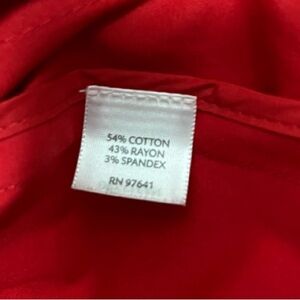 54% COTTON
43% RAYON
3% SPANDEX
RN 97641